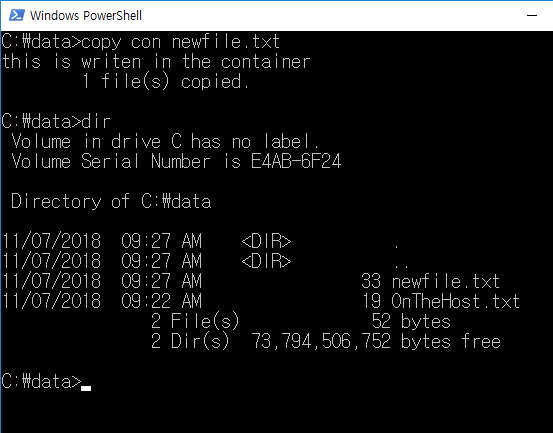 Windows PowerShell
C:₩data>copy con newfile.txt
this is writen in the container
        1 file(s) copied.
C:₩data>dir
 Volume in drive C has no label.
 Volume Serial Number is E4AB-6F24
 Directory of C:₩data
11/07/2018  09:27 AM    <DIR>          .
11/07/2018  09:27 AM    <DIR>          ..
11/07/2018  09:27 AM                33 newfile.txt
11/07/2018  09:22 AM                19 OnTheHost.txt
               2 File(s)             52 bytes
               2 Dir(s)  73,794,506,752 bytes free
C:₩data>